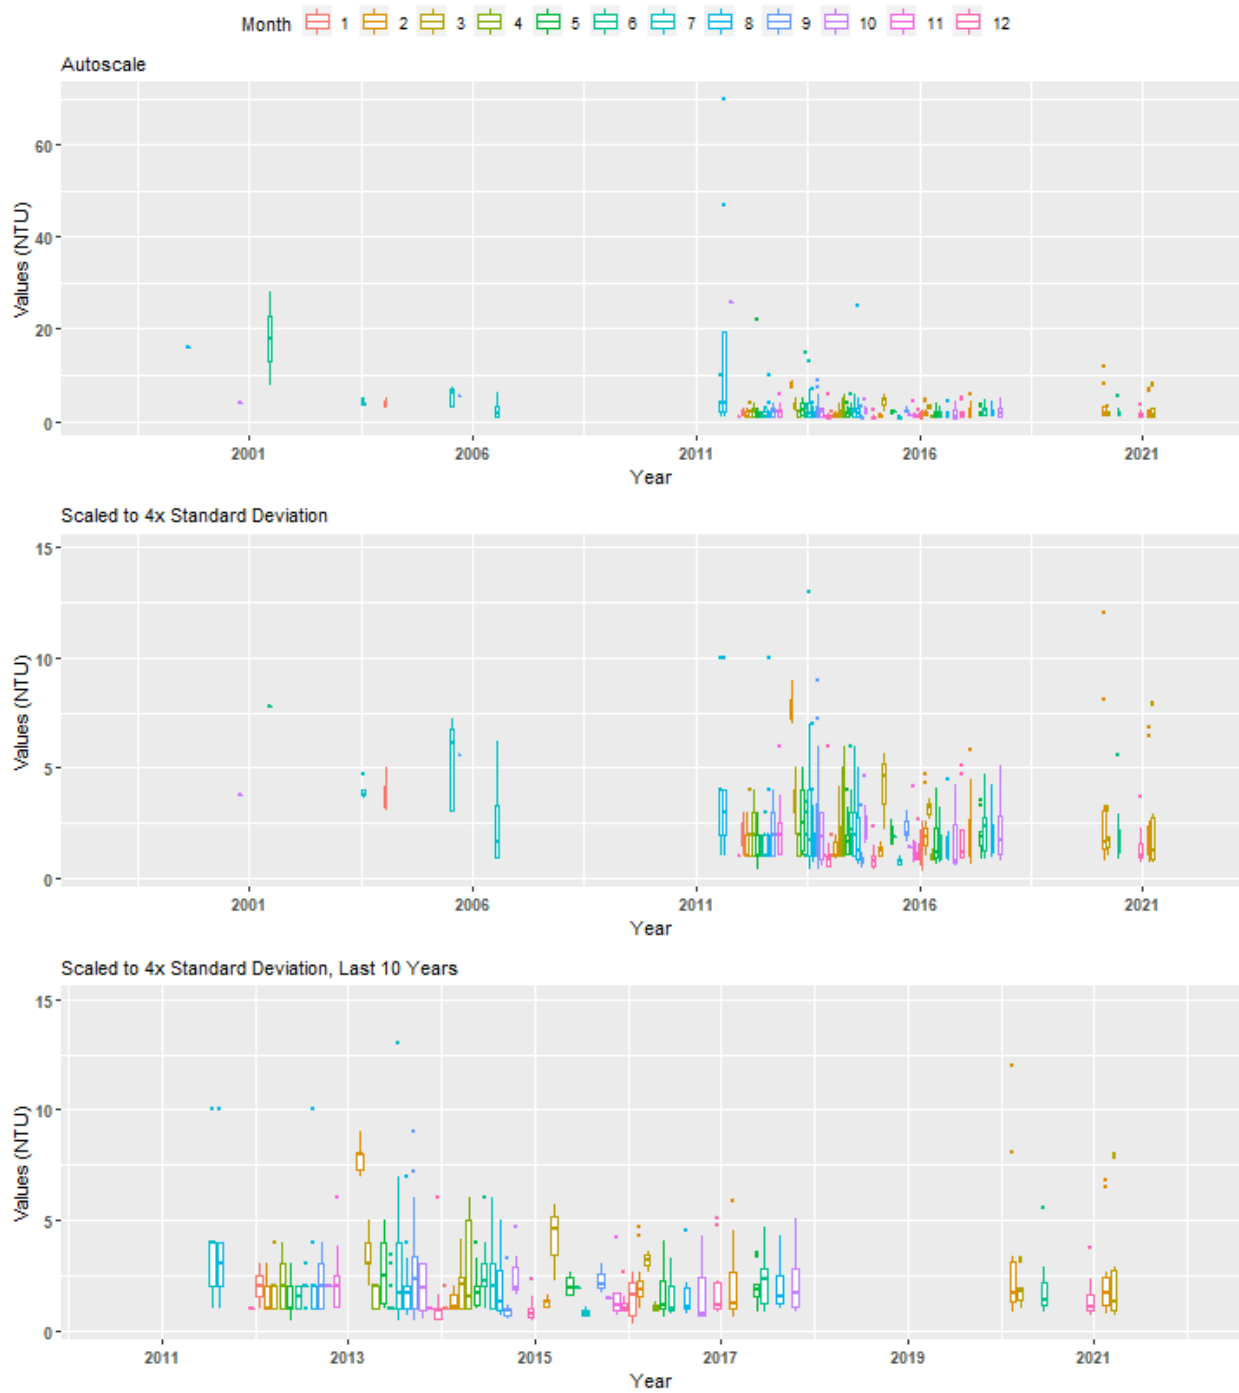 Month 1 2 3 4 5 6 7 8 9 10 11 12
Autoscale
Values (NTU)
60
40
20
0
2001 2006 2011 2016 2021
Year
Scaled to 4x Standard Deviation
Values (NTU)
15
10
5
0
2001 2006 2011 2016 2021
Year
Scaled to 4x Standard Deviation, Last 10 Years
Values (NTU)
15
10
5
0
2011 2013 2015 2017 2019 2021
Year